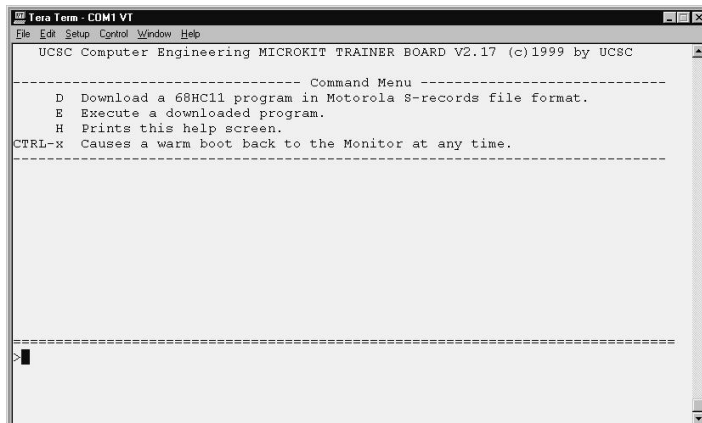 Tera Term - COM1 VT
File Edit Setup Control Window Help
UCSC Computer Engineering MICROKIT TRAINER BOARD V2.17 (c)1999 by UCSC
---------------------------------- Command Menu -----------------------------
D Download a 68HC11 program in Motorola S-records file format.
E Execute a downloaded program.
H Prints this help screen.
CTRL-x Causes a warm boot back to the Monitor at any time.
-----------------------------------------------------------------------------
==============================================================================
>